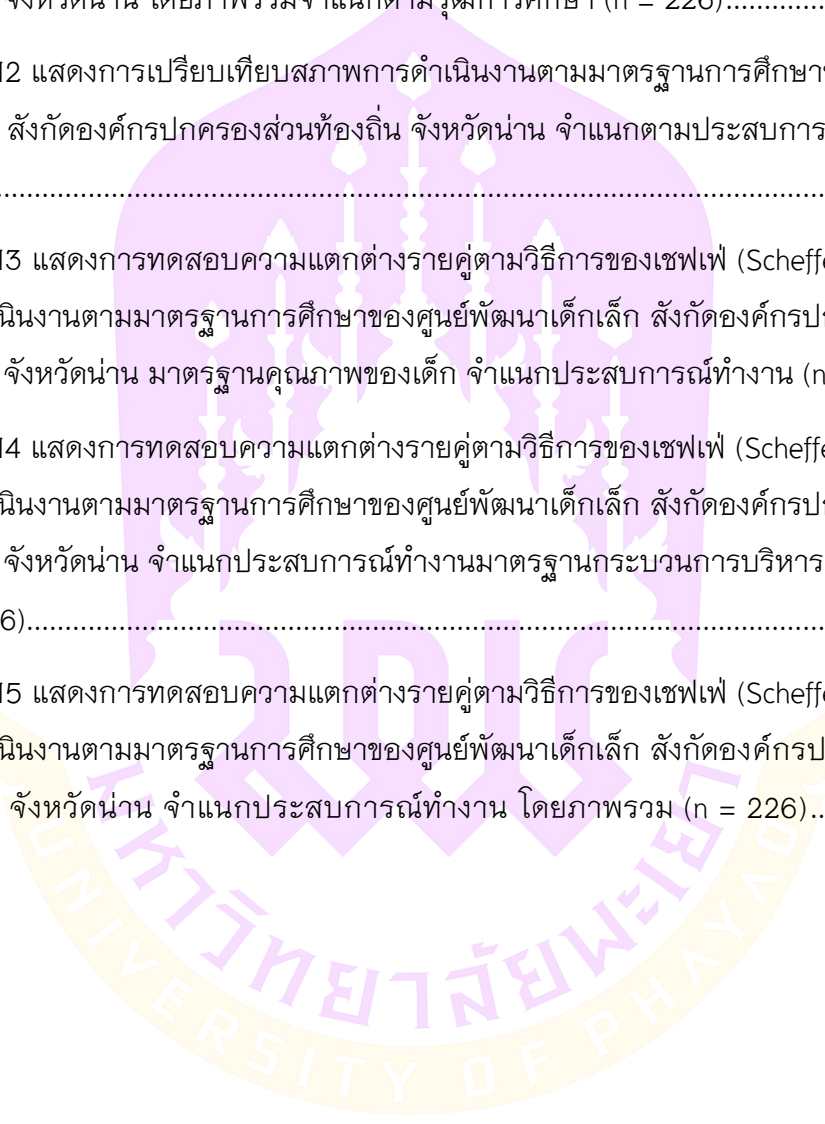 จังหวัดน่าน โดยภาพรวมจำแนกตามวุฒิการศึกษา (n = 226)..............
12 แสดงการเปรียบเทียบสภาพการดำเนินงานตามมาตรฐานการศึกษา
สังกัดองค์กรปกครองส่วนท้องถิ่น จังหวัดน่าน จำแนกตามประสบการ
...............................................................................................................
13 แสดงการทดสอบความแตกต่างรายคู่ตามวิธีการของเชฟเฟ่ (Scheffe
นินงานตามมาตรฐานการศึกษาของศูนย์พัฒนาเด็กเล็ก สังกัดองค์กรป
จังหวัดน่าน มาตรฐานคุณภาพของเด็ก จำแนกประสบการณ์ทำงาน (n
14 แสดงการทดสอบความแตกต่างรายคู่ตามวิธีการของเชฟเฟ่ (Scheffe
นินงานตามมาตรฐานการศึกษาของศูนย์พัฒนาเด็กเล็ก สังกัดองค์กรป
จังหวัดน่าน จำแนกประสบการณ์ทำงานมาตรฐานกระบวนการบริหาร
6)...........................................................................................................
15 แสดงการทดสอบความแตกต่างรายคู่ตามวิธีการของเชฟเฟ่ (Scheffe
นินงานตามมาตรฐานการศึกษาของศูนย์พัฒนาเด็กเล็ก สังกัดองค์กรป
จังหวัดน่าน จำแนกประสบการณ์ทำงาน โดยภาพรวม (n = 226)..
มหาวิทยาลัยพะเยา
UNIVERSITY OF PHAYAO